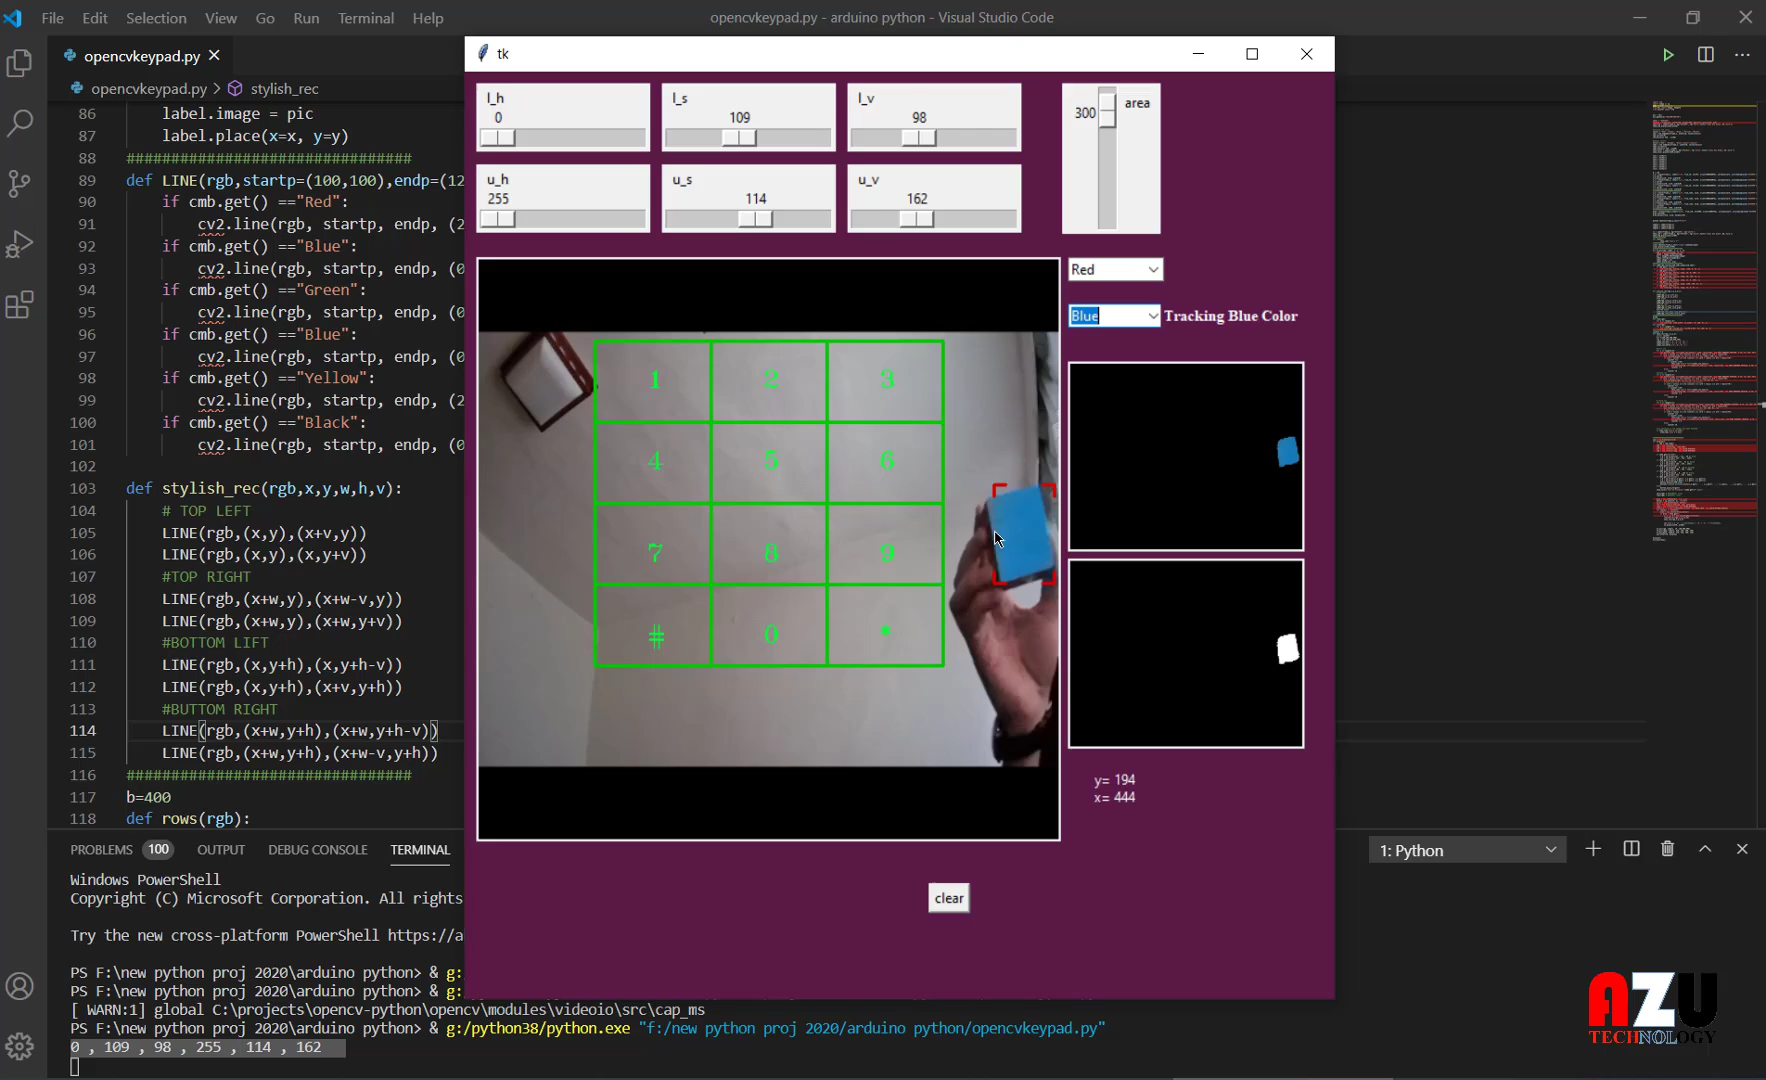 File Edit Selection View Go Run Terminal Help
opencvkeypad.py - arduino python - Visual Studio Code
opencvkeypad.py
opencvkeypad.py > stylish_rec
86 label.image = pic
87 label.place(x=x, y=y)
88 ################################
89 def LINE(rgb,startp=(100,100),endp=(12
90 if cmb.get() =="Red":
91 cv2.line(rgb, startp, endp, (2
92 if cmb.get() =="Blue":
93 cv2.line(rgb, startp, endp, (0
94 if cmb.get() =="Green":
95 cv2.line(rgb, startp, endp, (0
96 if cmb.get() =="Blue":
97 cv2.line(rgb, startp, endp, (0
98 if cmb.get() =="Yellow":
99 cv2.line(rgb, startp, endp, (2
100 if cmb.get() =="Black":
101 cv2.line(rgb, startp, endp, (0
102
103 def stylish_rec(rgb,x,y,w,h,v):
104 # TOP LEFT
105 LINE(rgb,(x,y),(x+v,y))
106 LINE(rgb,(x,y),(x,y+v))
107 #TOP RIGHT
108 LINE(rgb,(x+w,y),(x+w-v,y))
109 LINE(rgb,(x+w,y),(x+w,y+v))
110 #BOTTOM LIFT
111 LINE(rgb,(x,y+h),(x,y+h-v))
112 LINE(rgb,(x,y+h),(x+v,y+h))
113 #BUTTOM RIGHT
114 LINE(rgb,(x+w,y+h),(x+w,y+h-v))
115 LINE(rgb,(x+w,y+h),(x+w-v,y+h))
116 ################################
117 b=400
118 def rows(rgb):
tk
l_h
0
l_s
109
l_v
98
300 area
u_h
255
u_s
114
u_v
162
Red
Blue Tracking Blue Color
1 2 3
4 5 6
7 8 9
# 0 *
y= 194
x= 444
clear
PROBLEMS 100 OUTPUT DEBUG CONSOLE TERMINAL
1: Python
Windows PowerShell
Copyright (C) Microsoft Corporation. All rights
Try the new cross-platform PowerShell https://a
PS F:\new python proj 2020\arduino python> & g:
PS F:\new python proj 2020\arduino python> & g:
[ WARN:1] global C:\projects\opencv-python\opencv\modules\videoio\src\cap_ms
PS F:\new python proj 2020\arduino python> & g:/python38/python.exe "f:/new python proj 2020/arduino python/opencvkeypad.py"
0 , 109 , 98 , 255 , 114 , 162
AZU
TECHNOLOGY